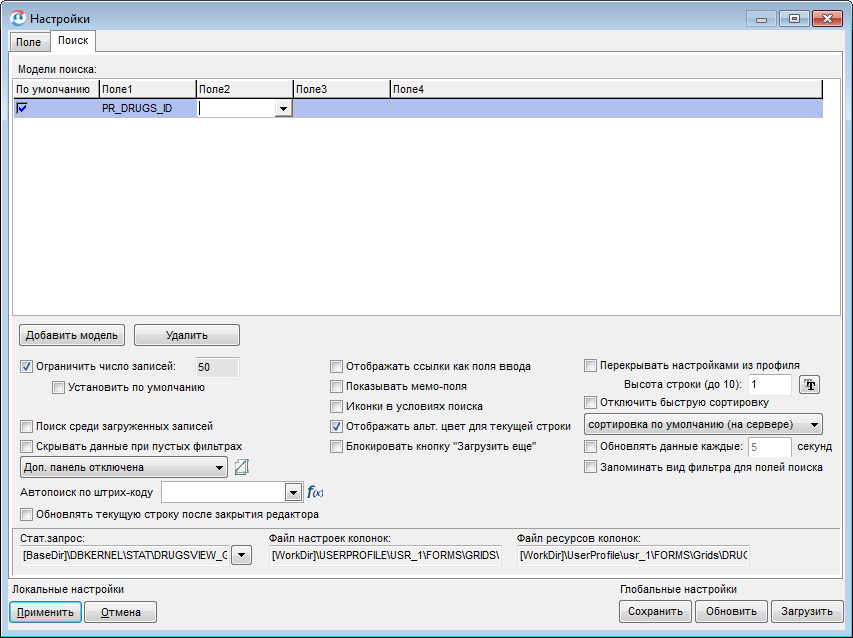 Настройки
Поле Поиск
Модели поиска:
По умолчанию Поле1 Поле2 Поле3 Поле4
PR_DRUGS_ID
Добавить модель Удалить
Ограничить число записей: 50
Установить по умолчанию
Поиск среди загруженных записей
Скрывать данные при пустых фильтрах
Доп. панель отключена
Автопоиск по штрих-коду f(x)
Обновлять текущую строку после закрытия редактора
Отображать ссылки как поля ввода
Показывать мемо-поля
Иконки в условиях поиска
Отображать альт. цвет для текущей строки
Блокировать кнопку "Загрузить еще"
Перекрывать настройками из профиля
Высота строки (до 10): 1
Отключить быструю сортировку
сортировка по умолчанию (на сервере)
Обновлять данные каждые: 5 секунд
Запоминать вид фильтра для полей поиска
Стат.запрос: Файл настроек колонок: Файл ресурсов колонок:
[BaseDir]\DBKERNEL\STAT\DRUGSVIEW_G [WorkDir]\USERPROFILE\USR_1\FORMS\GRIDS\ [WorkDir]\UserProfile\usr_1\FORMS\Grids\DRUG
Локальные настройки Глобальные настройки
Применить Отмена Сохранить Обновить Загрузить